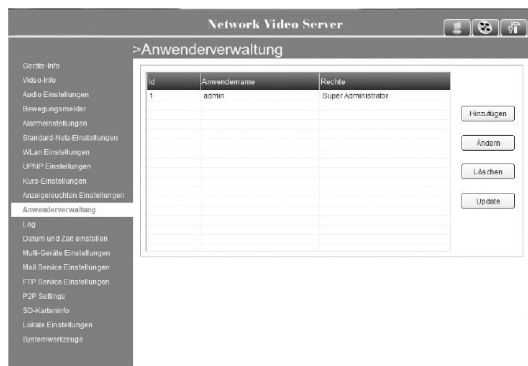 Network Video Server
>Anwenderverwaltung
Geräte-Info
Video-Info
Audio Einstellungen
Bewegungsmelder
Alarmeinstellungen
Standard-Netz-Einstellungen
WLan Einstellungen
UPNP Einstellungen
Kurs-Einstellungen
Anzeigeleuchten Einstellungen
Anwenderverwaltung
Log
Datum und Zeit einstellen
Multi-Geräte Einstellungen
Mail Service Einstellungen
FTP Service Einstellungen
P2P Settings
SD-Karteninfo
Lokale Einstellungen
Systemwerkzeuge
Id Anwendername Rechte
1 admin Super Administrator
Hinzufügen
Ändern
Löschen
Update